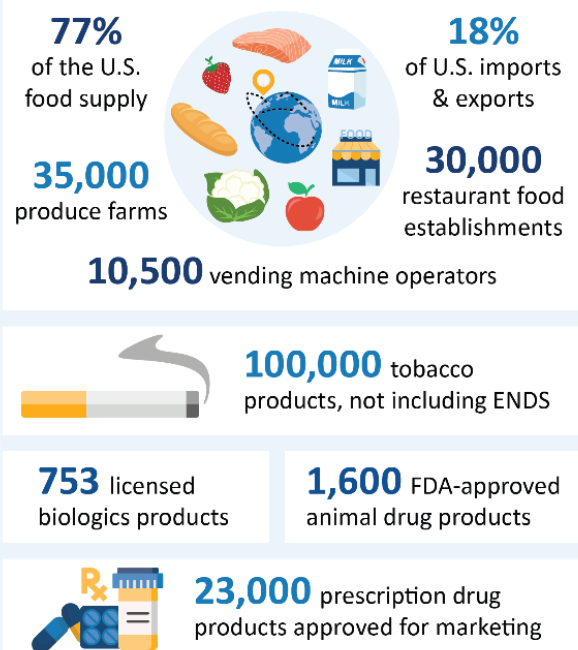 77%
of the U.S.
food supply
18%
of U.S. imports
& exports
MILK
MILK
FOOD
35,000
produce farms
30,000
restaurant food
establishments
10,500 vending machine operators
100,000 tobacco
products, not including ENDS
753 licensed
biologics products
1,600 FDA-approved
animal drug products
Rx
23,000 prescription drug
products approved for marketing